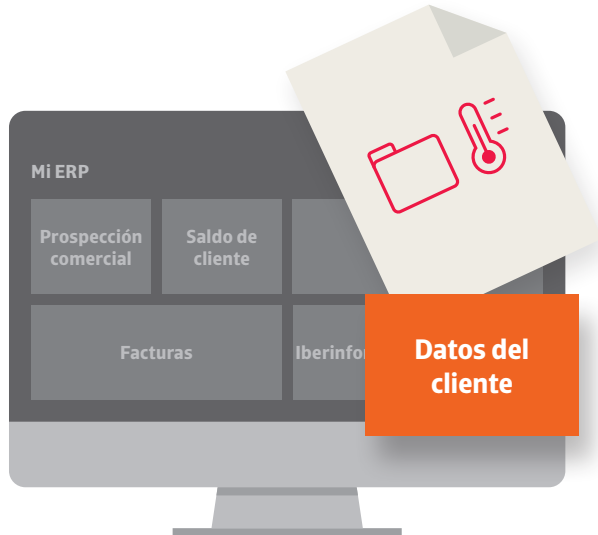 Mi ERP
Prospección
comercial
Saldo de
cliente
Facturas
Datos del
cliente